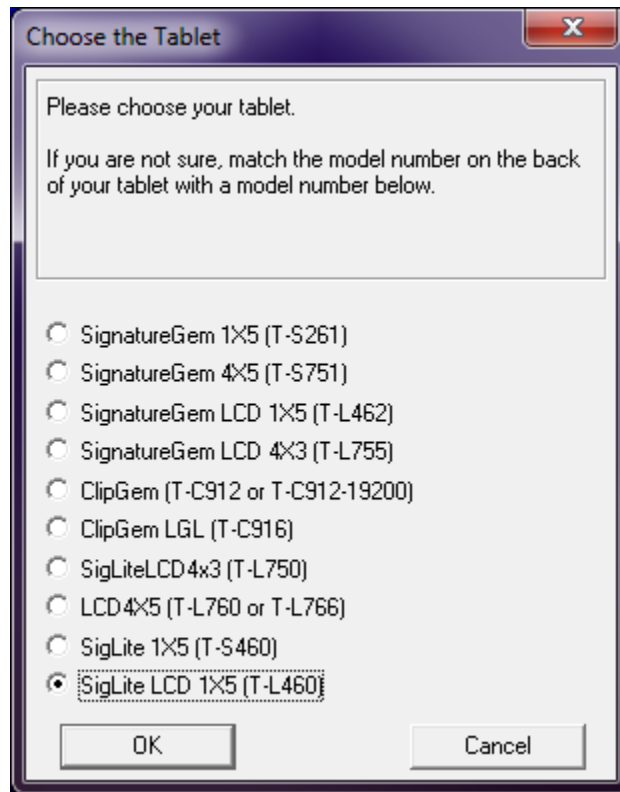 Choose the Tablet
Please choose your tablet.
If you are not sure, match the model number on the back
of your tablet with a model number below.
SignatureGem 1X5 (T-S261)
SignatureGem 4X5 (T-S751)
SignatureGem LCD 1X5 (T-L462)
SignatureGem LCD 4X3 (T-L755)
ClipGem (T-C912 or T-C912-19200)
ClipGem LGL (T-C916)
SigLiteLCD4x3 (T-L750)
LCD4X5 (T-L760 or T-L766)
SigLite 1X5 (T-S460)
SigLite LCD 1X5 (T-L460)
OK
Cancel